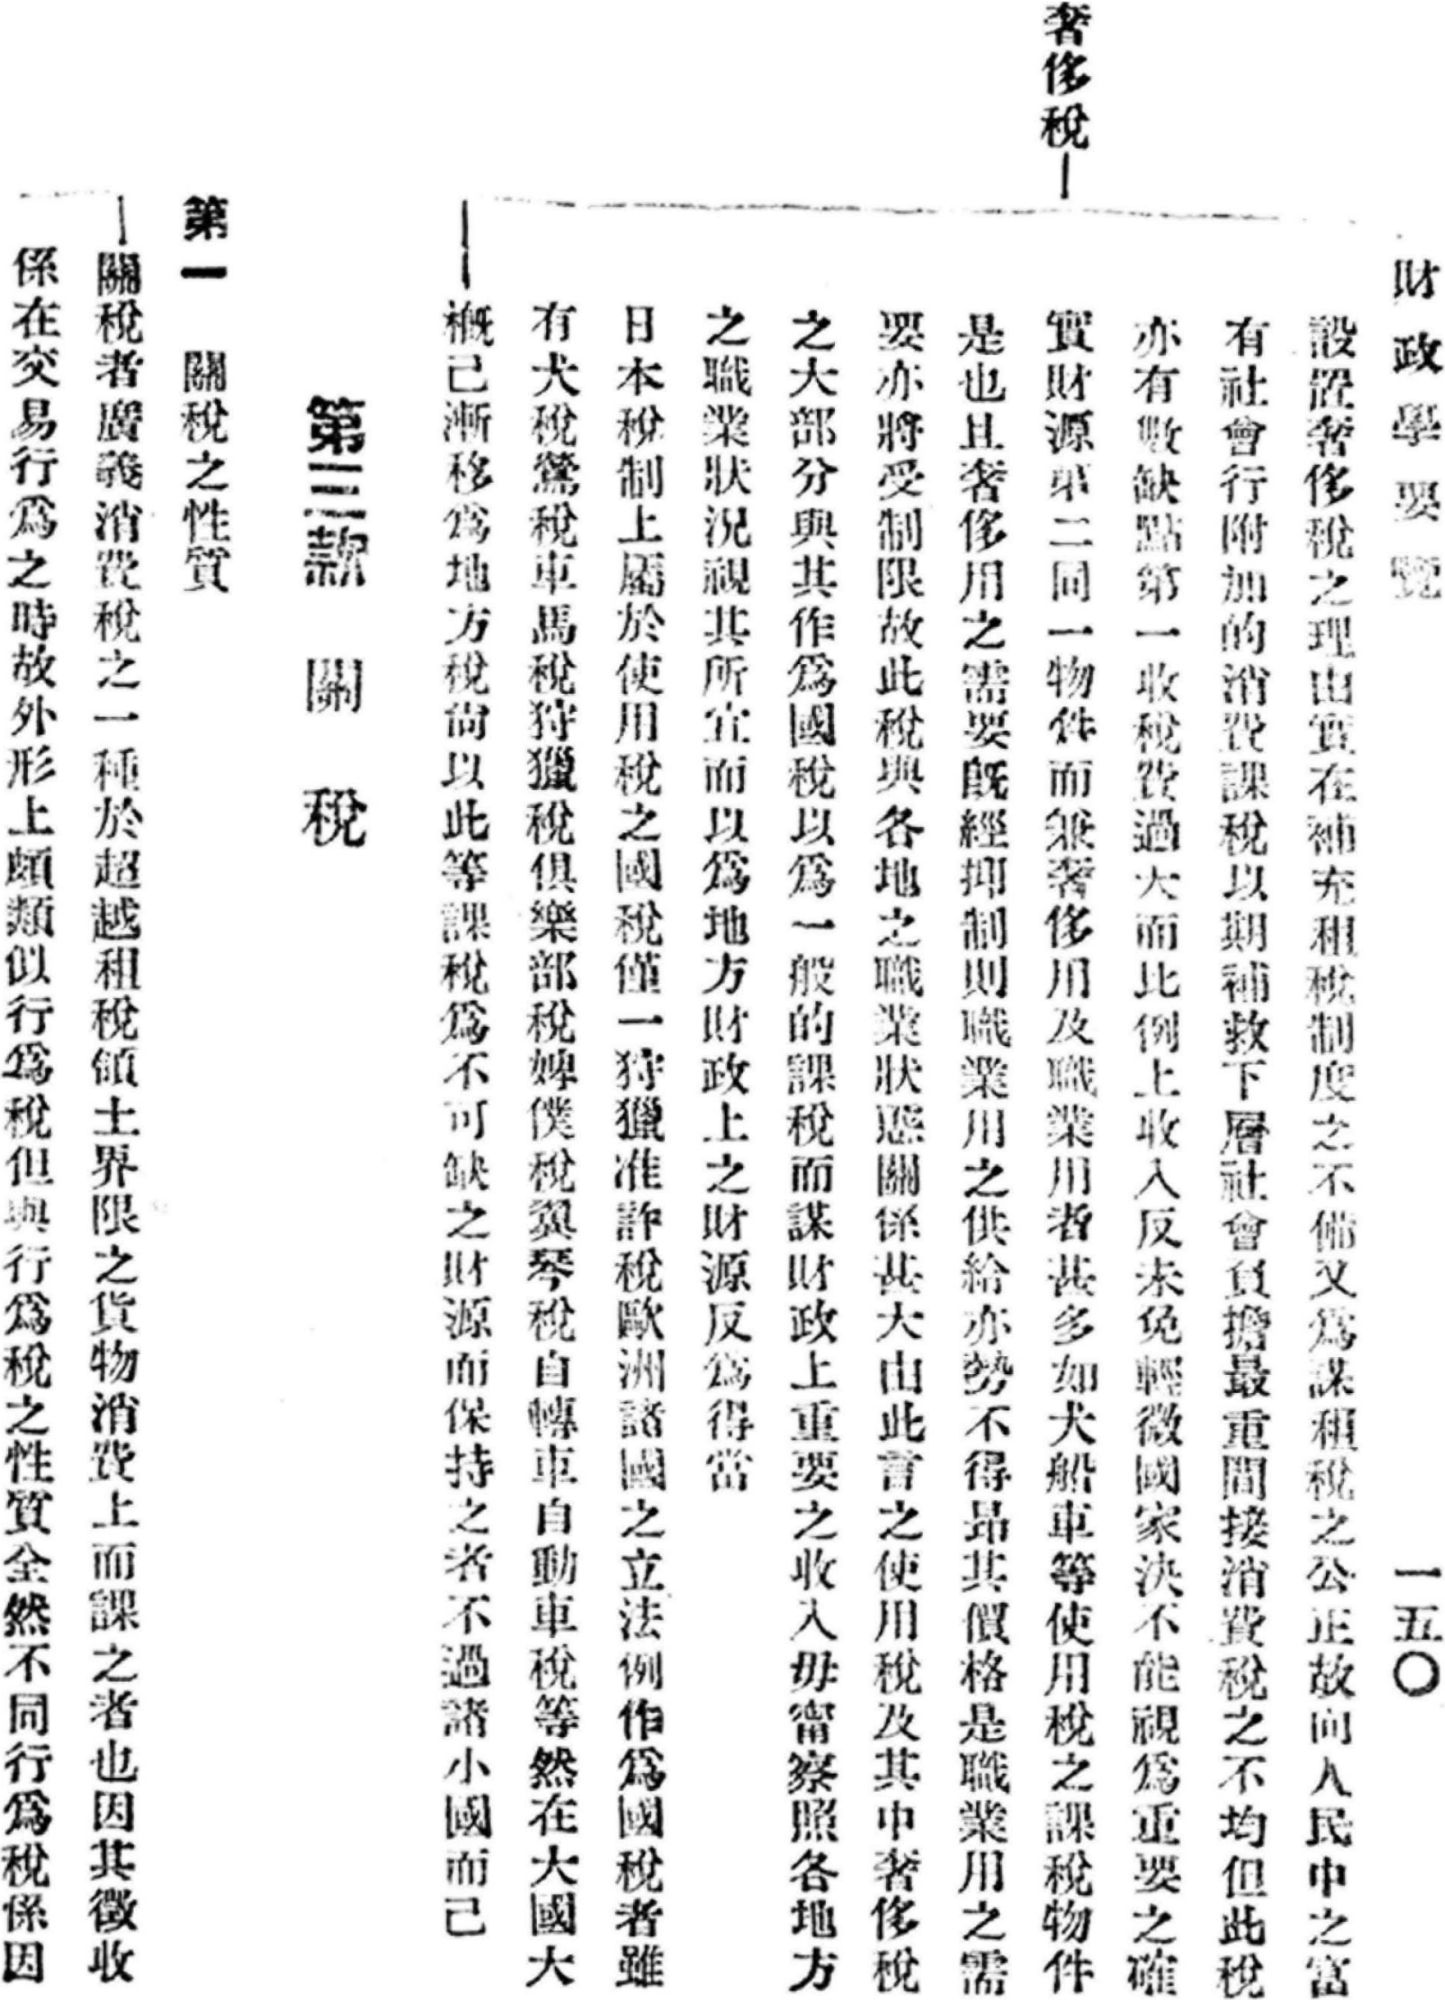 財政學要覽
一五〇
奢侈稅
設置奢侈稅之理由實在補充租稅制度之不備又爲謀租稅之公正故向人民中之富
有社會行附加的消費課稅以期補救下層社會負擔最重間接消費稅之不均但此稅
亦有數缺點第一收稅費過大而比例上收入反未免輕微國家決不能視爲重要之確
實財源第二同一物件而兼奢侈用及職業用者甚多如犬船車等使用稅之課稅物件
是也且奢侈用之需要既經抑制則職業用之供給亦勢不得昂其價格是職業用之需
要亦將受制限故此稅與各地之職業狀態關係甚大由此言之使用稅及其中奢侈稅
之大部分與其作爲國稅以爲一般的課稅而謀財政上重要之收入毋甯察照各地方
之職業狀況視其所宜而以爲地方財政上之財源反爲得當
日本稅制上屬於使用稅之國稅僅一狩獵准許稅歐洲諸國之立法例作爲國稅者雖
有犬稅鶯稅車馬稅狩獵稅俱樂部稅婢僕稅翼琴稅自轉車自動車稅等然在大國大
概己漸移爲地方稅尙以此等課稅爲不可缺之財源而保持之者不過諸小國而己
第三款　關　稅
第一　關稅之性質
關稅者廣義消費稅之一種於超越租稅領土界限之貨物消費上而課之者也因其徵收
係在交易行爲之時故外形上頗類似行爲稅但與行爲稅之性質全然不同行爲稅係因